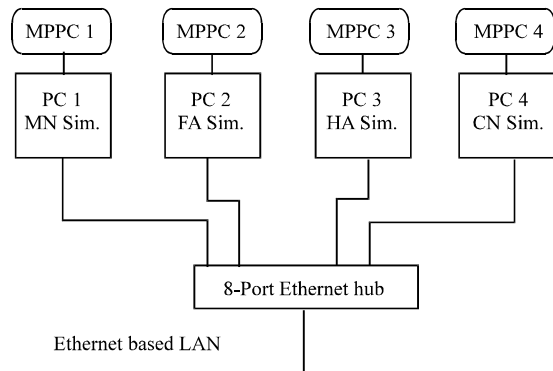 MPPC 1
MPPC 2
MPPC 3
MPPC 4
PC 1
MN Sim.
PC 2
FA Sim.
PC 3
HA Sim.
PC 4
CN Sim.
8-Port Ethernet hub
Ethernet based LAN